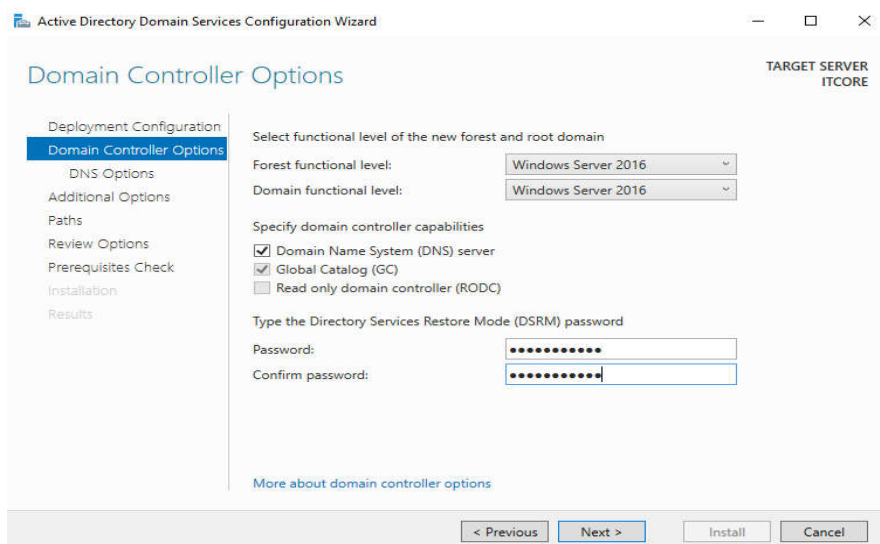 Active Directory Domain Services Configuration Wizard
Domain Controller Options
TARGET SERVER
ITCORE
Deployment Configuration
Domain Controller Options
DNS Options
Additional Options
Paths
Review Options
Prerequisites Check
Installation
Results
Select functional level of the new forest and root domain
Forest functional level: Windows Server 2016
Domain functional level: Windows Server 2016
Specify domain controller capabilities
Domain Name System (DNS) server
Global Catalog (GC)
Read only domain controller (RODC)
Type the Directory Services Restore Mode (DSRM) password
Password: •••••••••••
Confirm password: •••••••••••
More about domain controller options
< Previous Next > Install Cancel